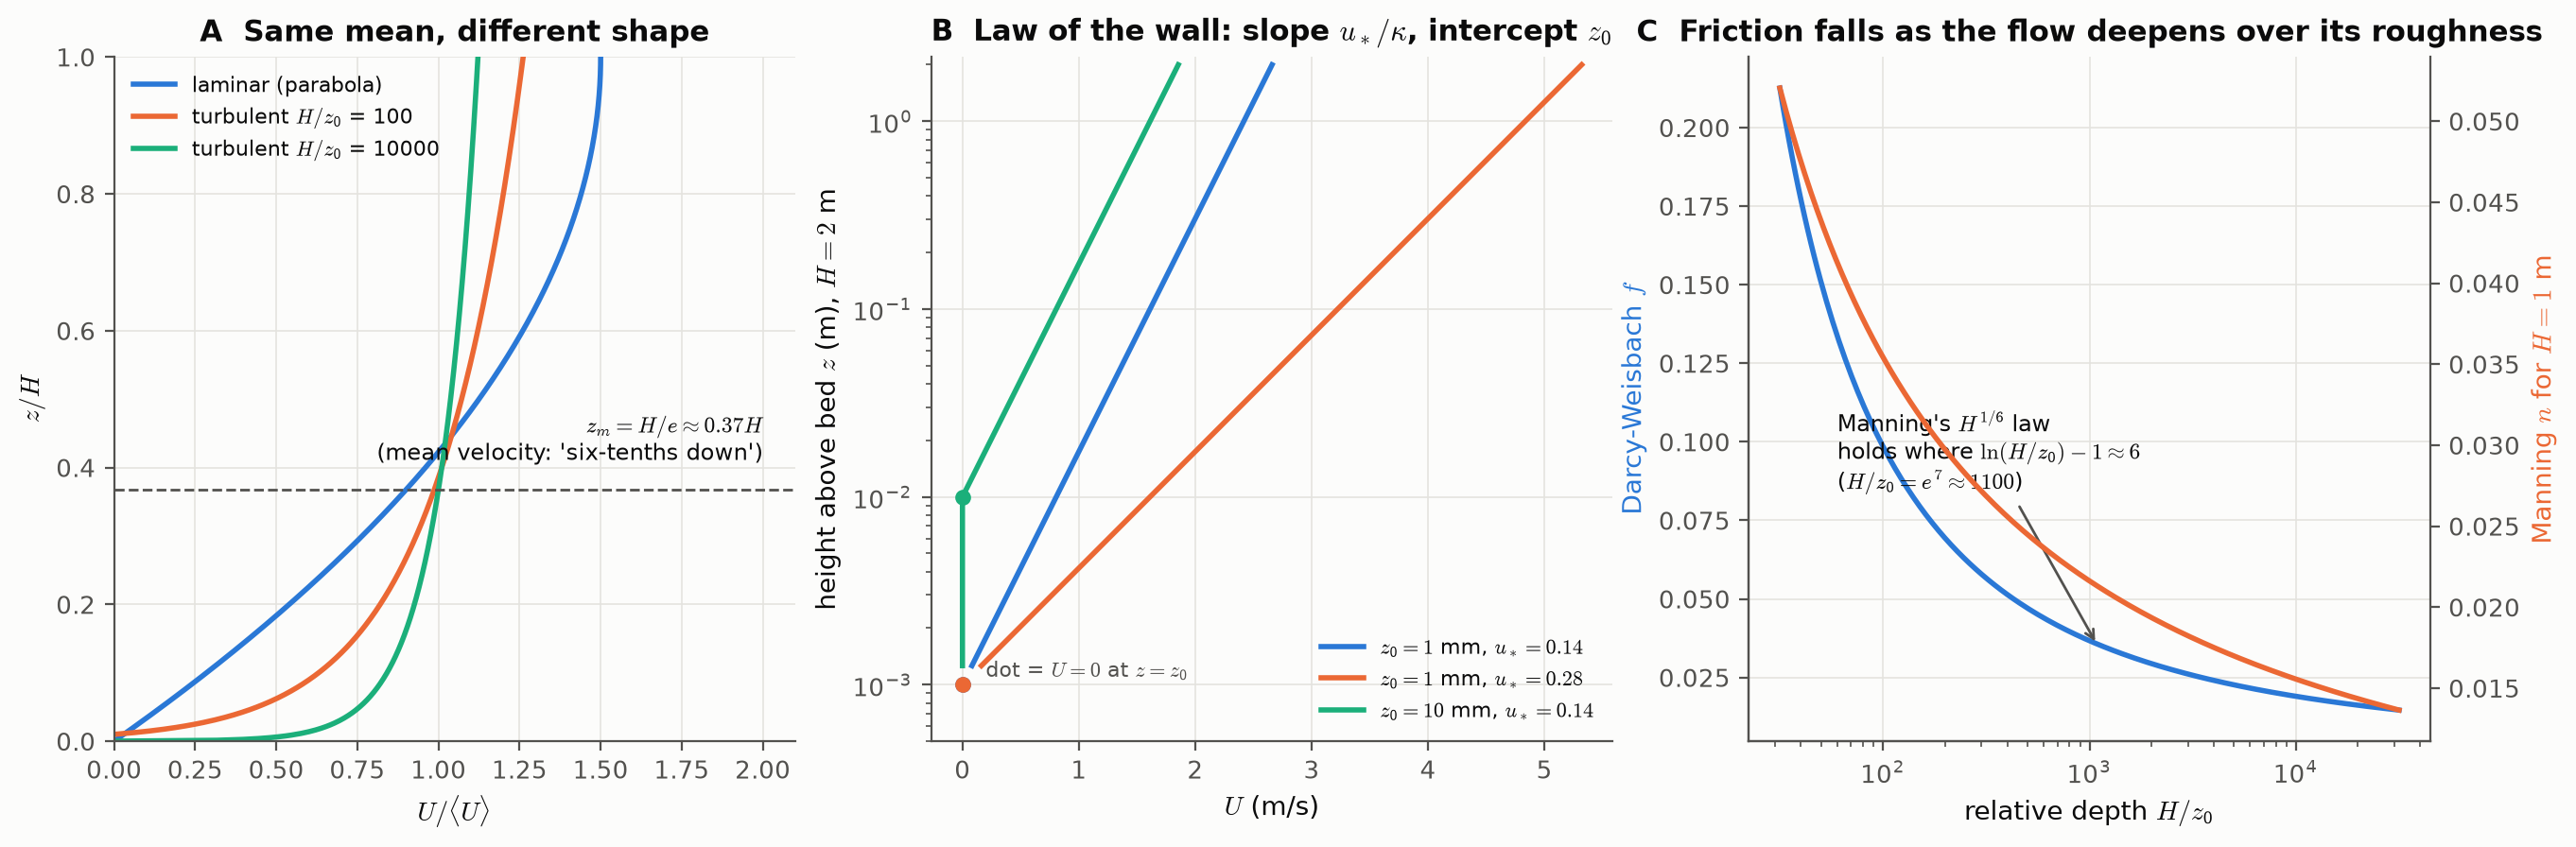 A Same mean, different shape
1.0
0.8
0.6
0.4
0.2
0.0
z/H
laminar (parabola)
turbulent H/z₀ = 100
turbulent H/z₀ = 10000
zₘ = H/e ≈ 0.37H
(mean velocity: 'six-tenths down')
0.00 0.25 0.50 0.75 1.00 1.25 1.50 1.75 2.00
U/⟨U⟩
B Law of the wall: slope u∗/κ, intercept z₀
height above bed z (m), H = 2 m
10⁰
10⁻¹
10⁻²
10⁻³
dot = U = 0 at z = z₀
z₀ = 1 mm, u∗ = 0.14
z₀ = 1 mm, u∗ = 0.28
z₀ = 10 mm, u∗ = 0.14
0 1 2 3 4 5
U (m/s)
C Friction falls as the flow deepens over its roughness
Darcy-Weisbach f
0.200
0.175
0.150
0.125
0.100
0.075
0.050
0.025
Manning's H¹ᐟ⁶ law
holds where ln(H/z₀) − 1 ≈ 6
(H/z₀ = e⁷ ≈ 1100)
10² 10³ 10⁴
relative depth H/z₀
0.050
0.045
0.040
0.035
0.030
0.025
0.020
0.015
Manning n for H = 1 m